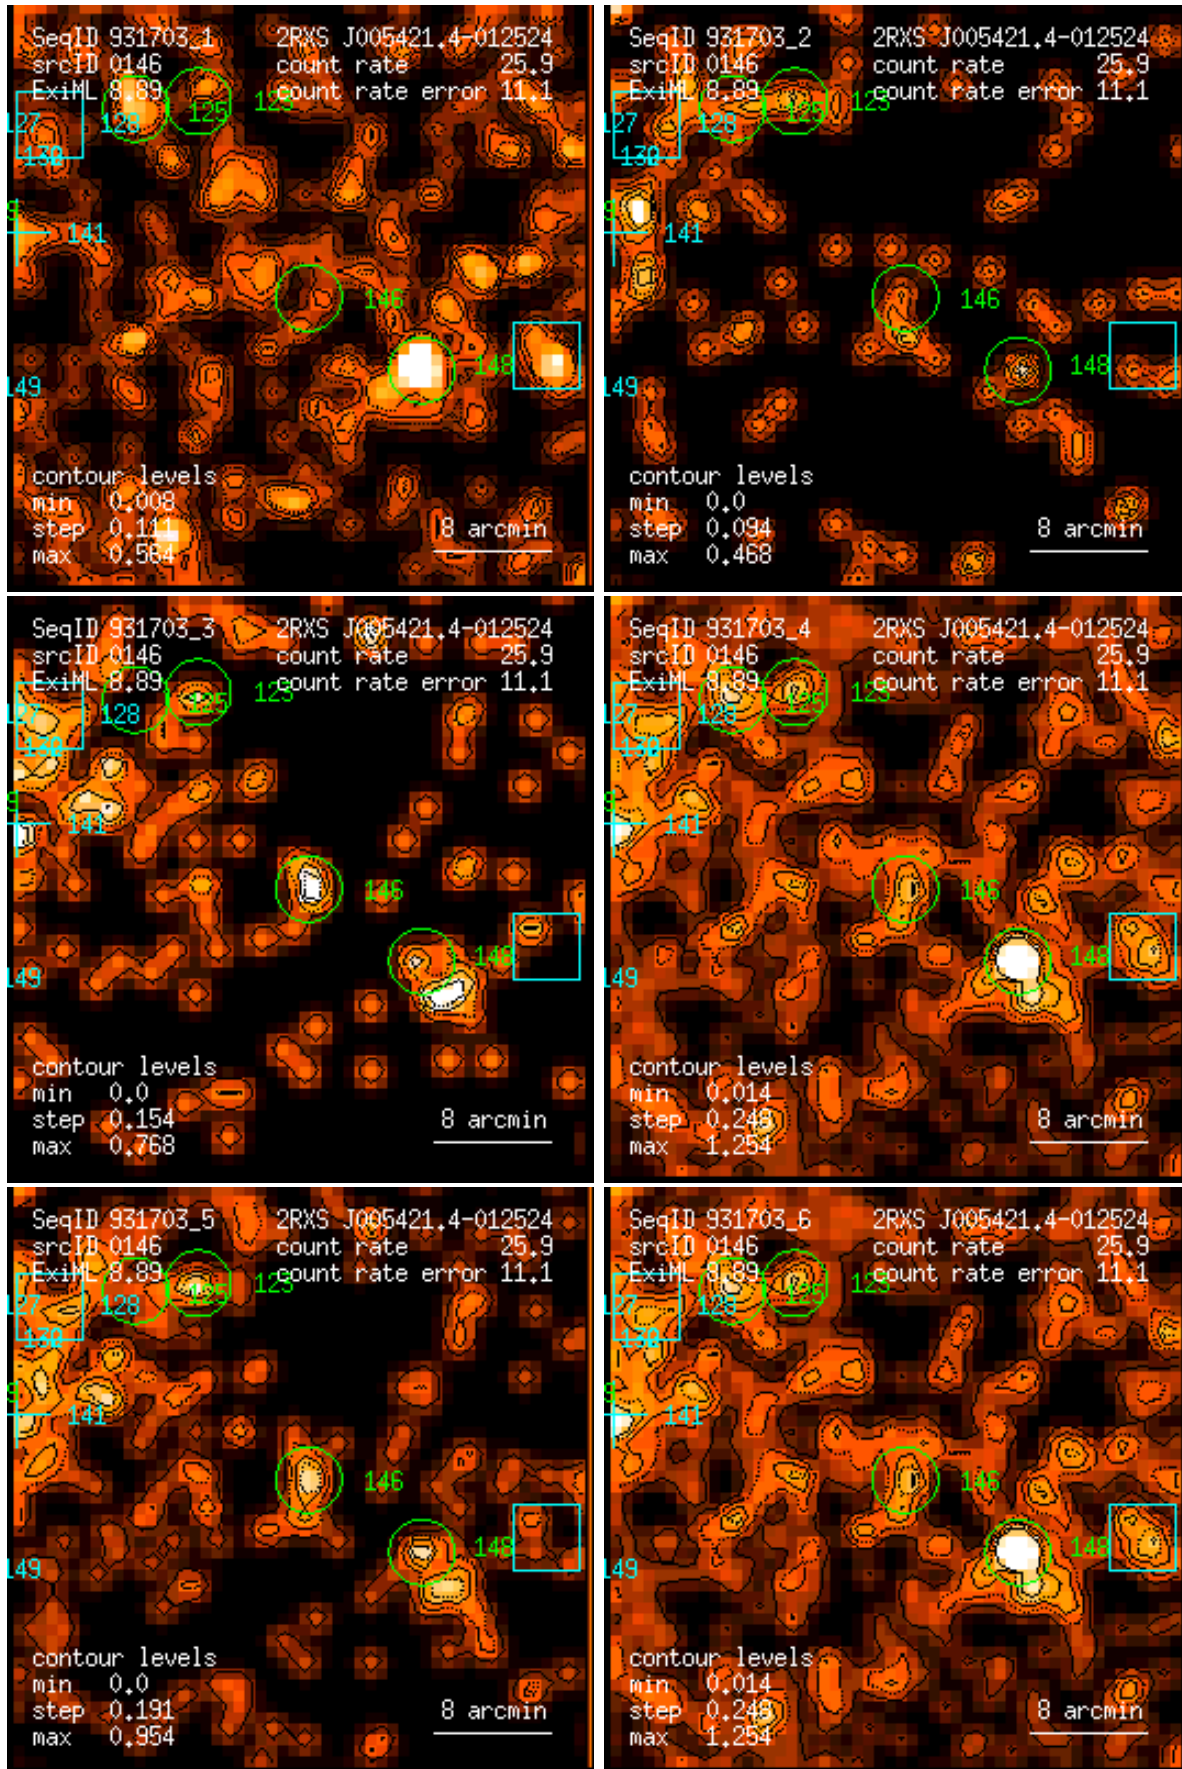 SeqID 931703_1 2RXS J005421.4-012524
srcID 0146 count rate 25.9
ExiML 8.89 count rate error 11.1
125 123
127 128
130
9
141
146
148
149
contour levels
min 0.008
step 0.111
max 0.564
8 arcmin
SeqID 931703_2 2RXS J005421.4-012524
srcID 0146 count rate 25.9
ExiML 8.89 count rate error 11.1
125 123
127 128
130
9
141
146
148
149
contour levels
min 0.0
step 0.094
max 0.468
8 arcmin
SeqID 931703_3 2RXS J005421.4-012524
srcID 0146 count rate 25.9
ExiML 8.89 count rate error 11.1
125 123
127 128
130
9
141
146
148
149
contour levels
min 0.0
step 0.154
max 0.768
8 arcmin
SeqID 931703_4 2RXS J005421.4-012524
srcID 0146 count rate 25.9
ExiML 8.89 count rate error 11.1
125 123
127 128
130
9
141
146
148
149
contour levels
min 0.014
step 0.248
max 1.254
8 arcmin
SeqID 931703_5 2RXS J005421.4-012524
srcID 0146 count rate 25.9
ExiML 8.89 count rate error 11.1
125 123
127 128
130
9
141
146
148
149
contour levels
min 0.0
step 0.191
max 0.954
8 arcmin
SeqID 931703_6 2RXS J005421.4-012524
srcID 0146 count rate 25.9
ExiML 8.89 count rate error 11.1
125 123
127 128
130
9
141
146
148
149
contour levels
min 0.014
step 0.248
max 1.254
8 arcmin